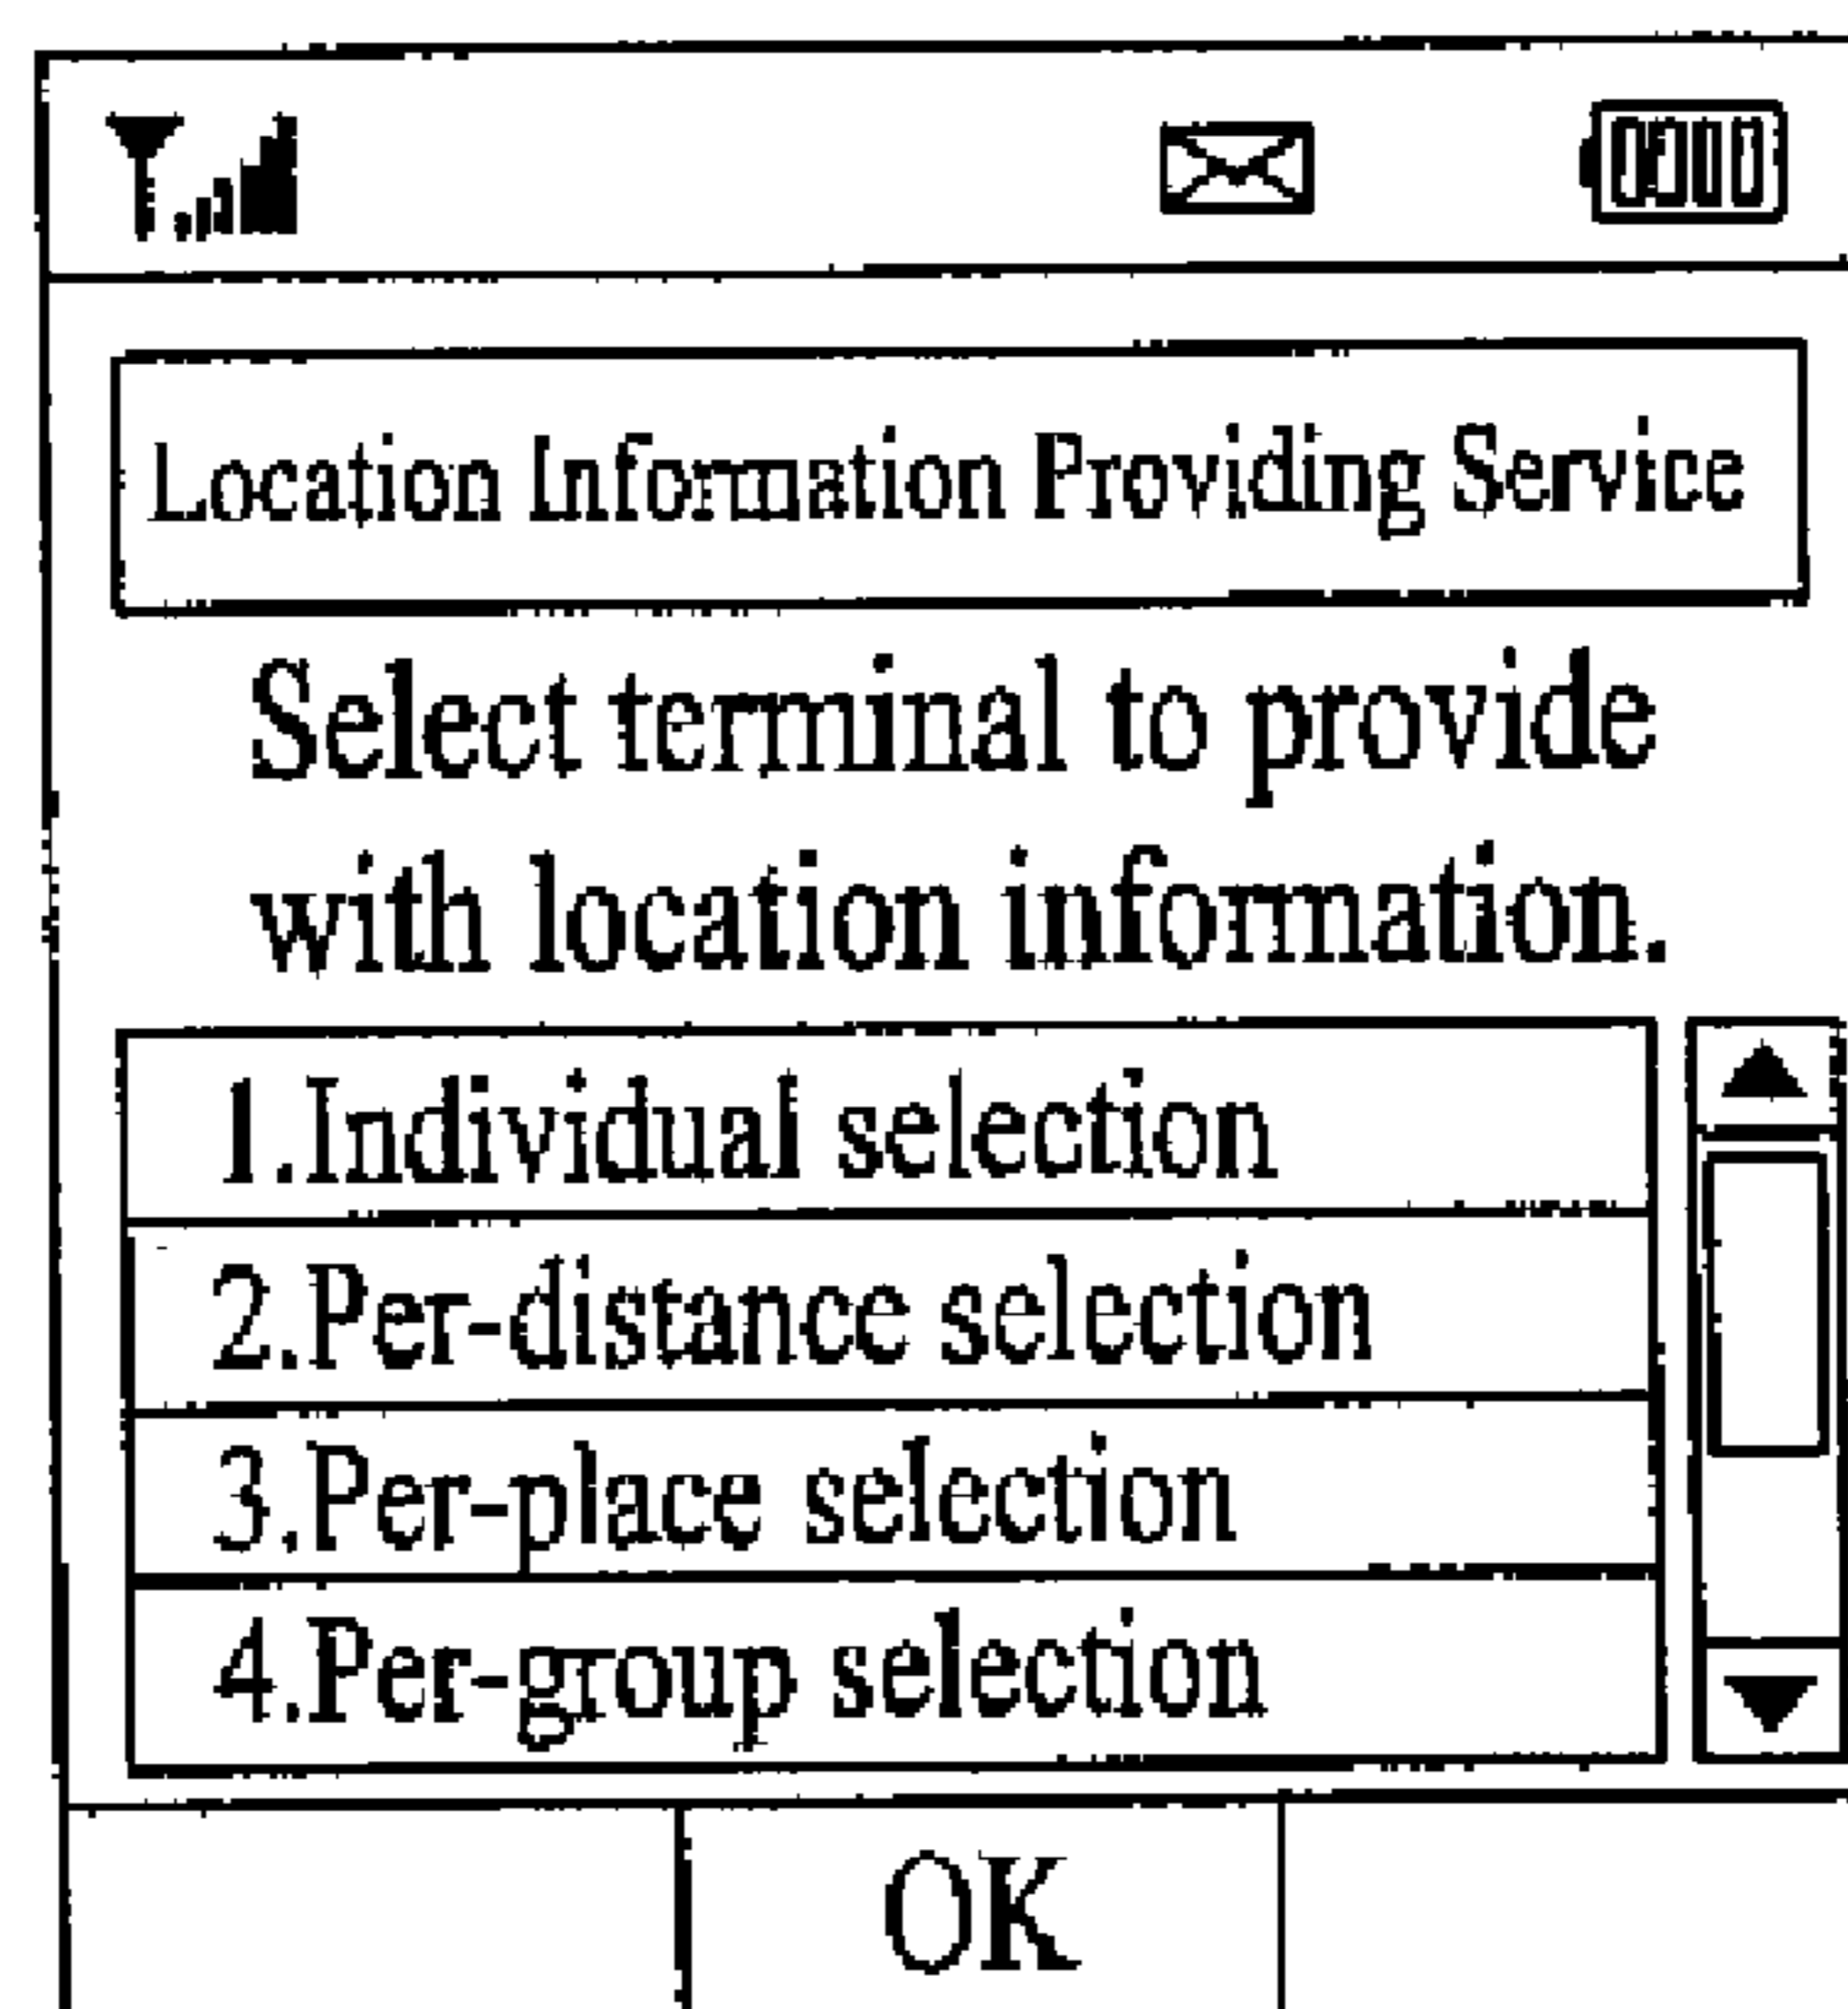 Location Information Providing Service
Select terminal to provide
with location information.
1.Individual selection
2.Per-distance selection
3.Per-place selection
4.Per-group selection
OK